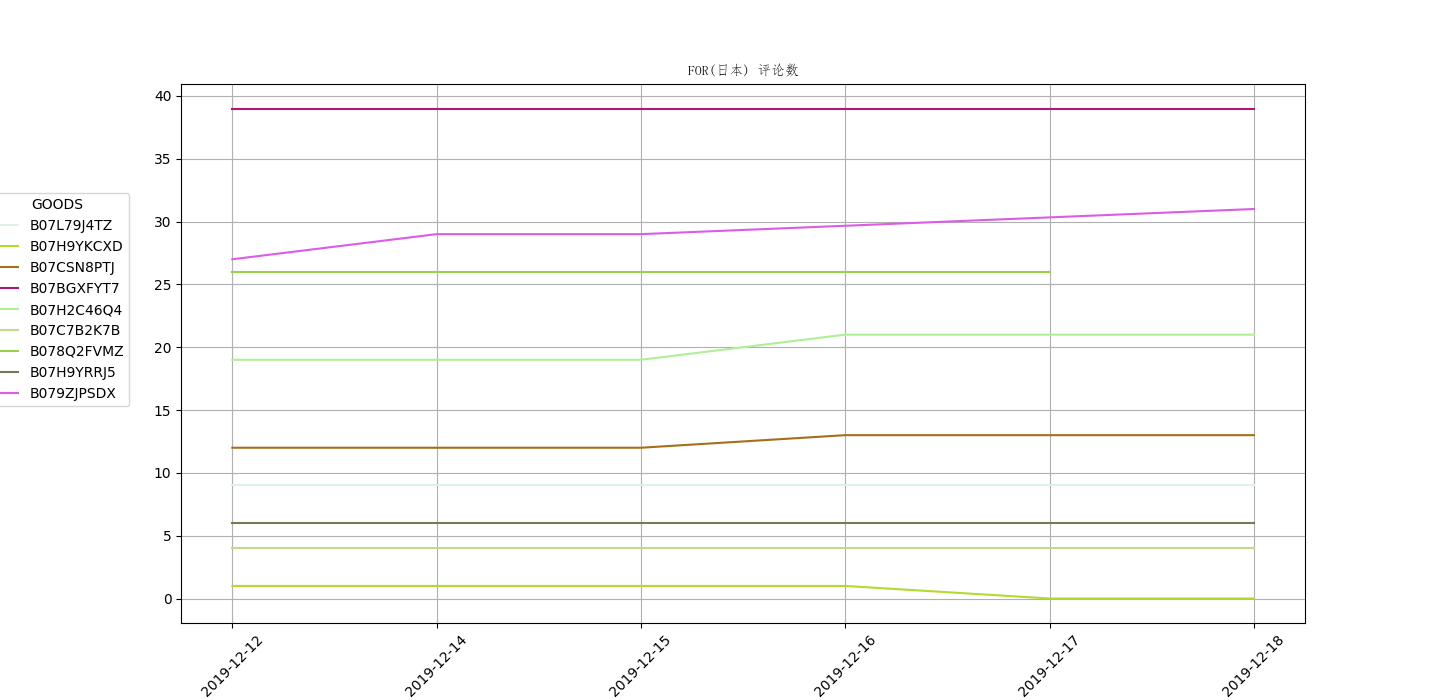 FOR(日本) 评论数
40
35
30
25
20
15
10
5
0
GOODS
B07L79J4TZ
B07H9YKCXD
B07CSN8PTJ
B07BGXFYT7
B07H2C46Q4
B07C7B2K7B
B078Q2FVMZ
B07H9YRRJ5
B079ZJPSDX
2019-12-12
2019-12-14
2019-12-15
2019-12-16
2019-12-17
2019-12-18